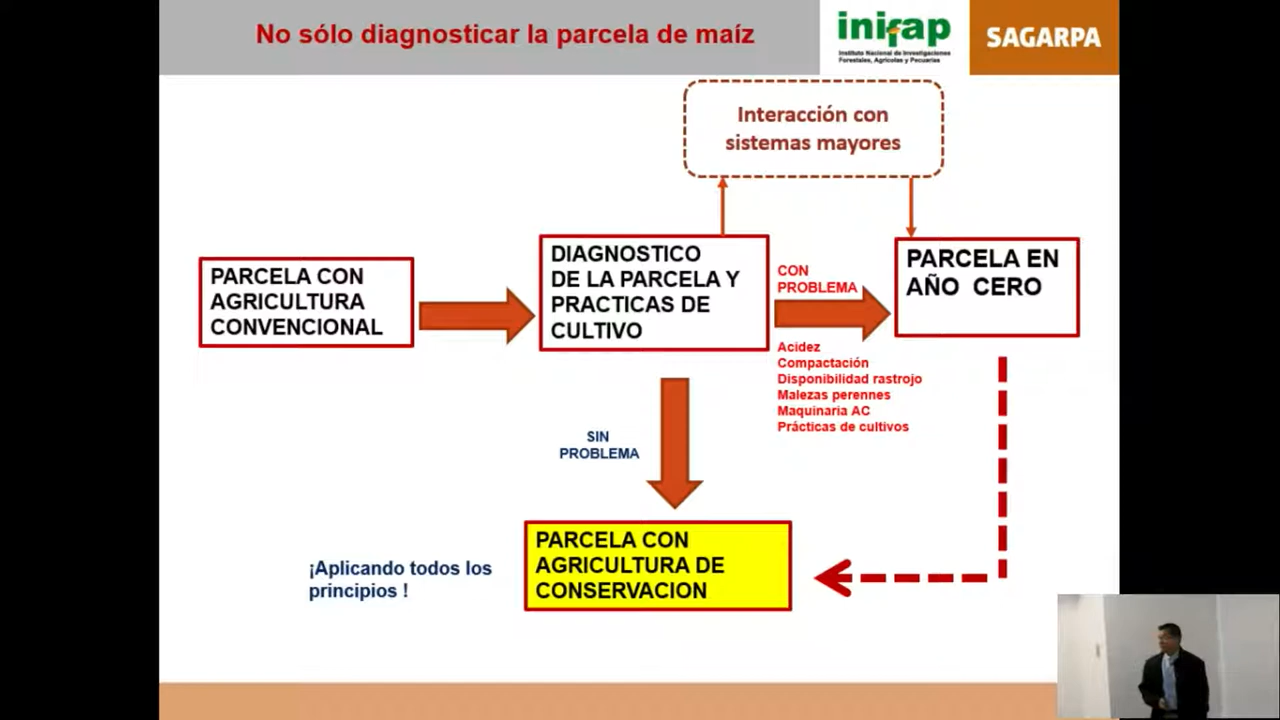 No sólo diagnosticar la parcela de maíz
inifap
Instituto Nacional de Investigaciones
Forestales, Agrícolas y Pecuarias
SAGARPA
Interacción con
sistemas mayores
PARCELA CON
AGRICULTURA
CONVENCIONAL
DIAGNOSTICO
DE LA PARCELA Y
PRACTICAS DE
CULTIVO
CON
PROBLEMA
PARCELA EN
AÑO CERO
Acidez
Compactación
Disponibilidad rastrojo
Malezas perennes
Maquinaria AC
Prácticas de cultivos
SIN
PROBLEMA
¡Aplicando todos los
principios !
PARCELA CON
AGRICULTURA DE
CONSERVACION